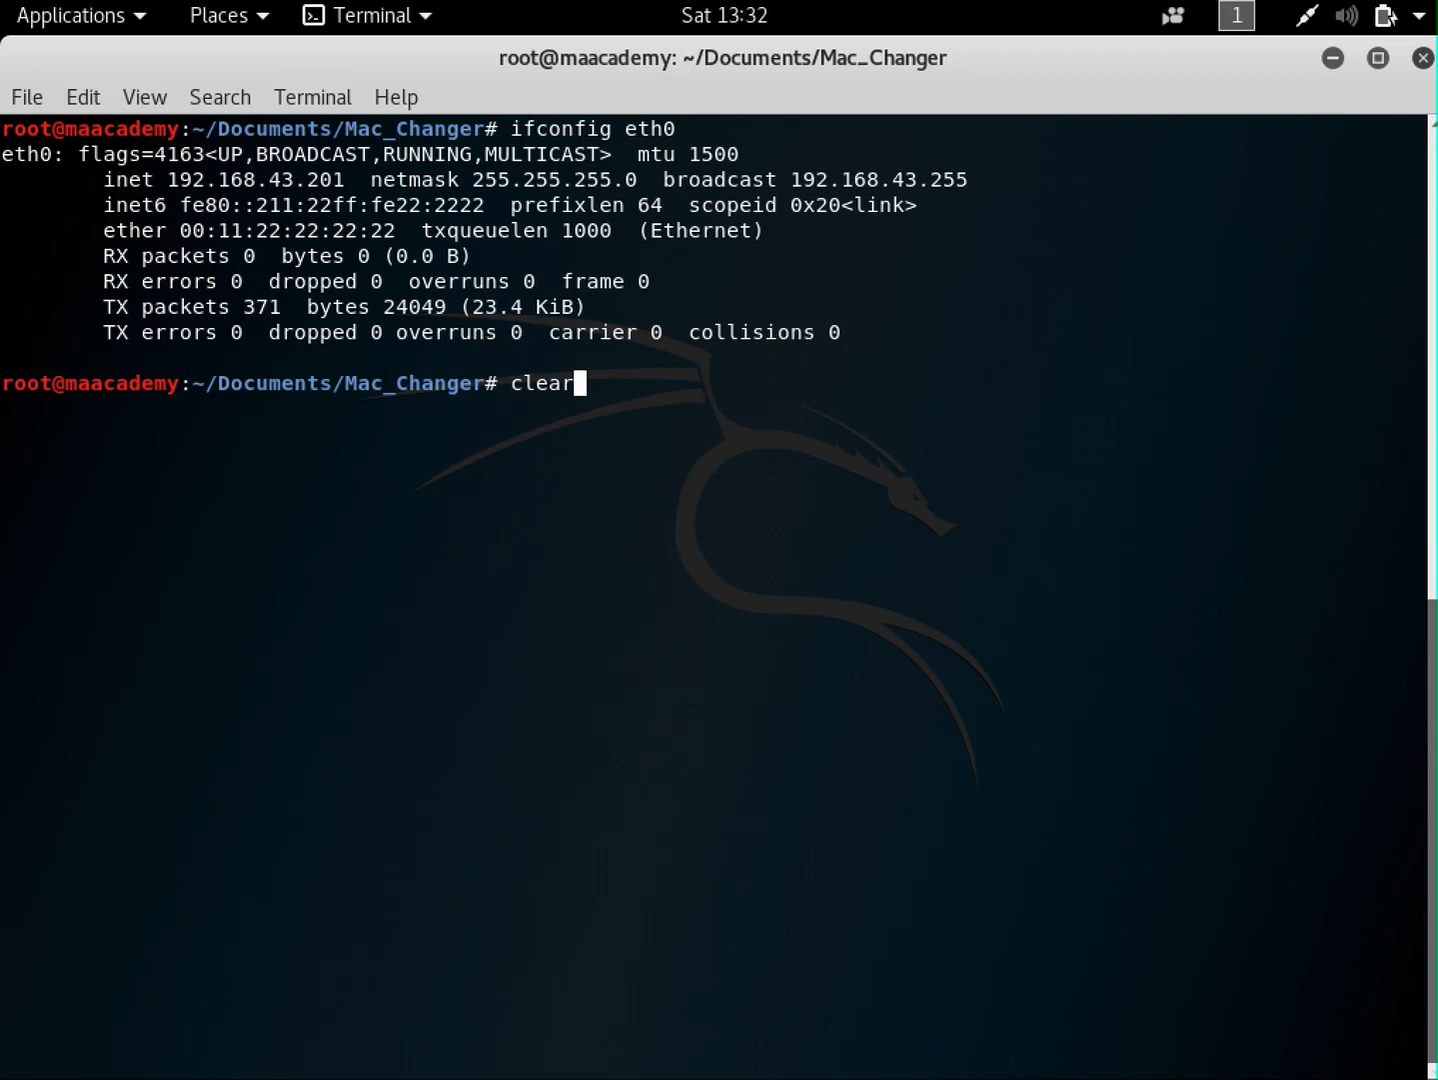 Applications Places Terminal Sat 13:32 1
root@maacademy: ~/Documents/Mac_Changer
File Edit View Search Terminal Help
root@maacademy:~/Documents/Mac_Changer# ifconfig eth0
eth0: flags=4163<UP,BROADCAST,RUNNING,MULTICAST>  mtu 1500
        inet 192.168.43.201  netmask 255.255.255.0  broadcast 192.168.43.255
        inet6 fe80::211:22ff:fe22:2222  prefixlen 64  scopeid 0x20<link>
        ether 00:11:22:22:22:22  txqueuelen 1000  (Ethernet)
        RX packets 0  bytes 0 (0.0 B)
        RX errors 0  dropped 0  overruns 0  frame 0
        TX packets 371  bytes 24049 (23.4 KiB)
        TX errors 0  dropped 0 overruns 0  carrier 0  collisions 0
root@maacademy:~/Documents/Mac_Changer# clear